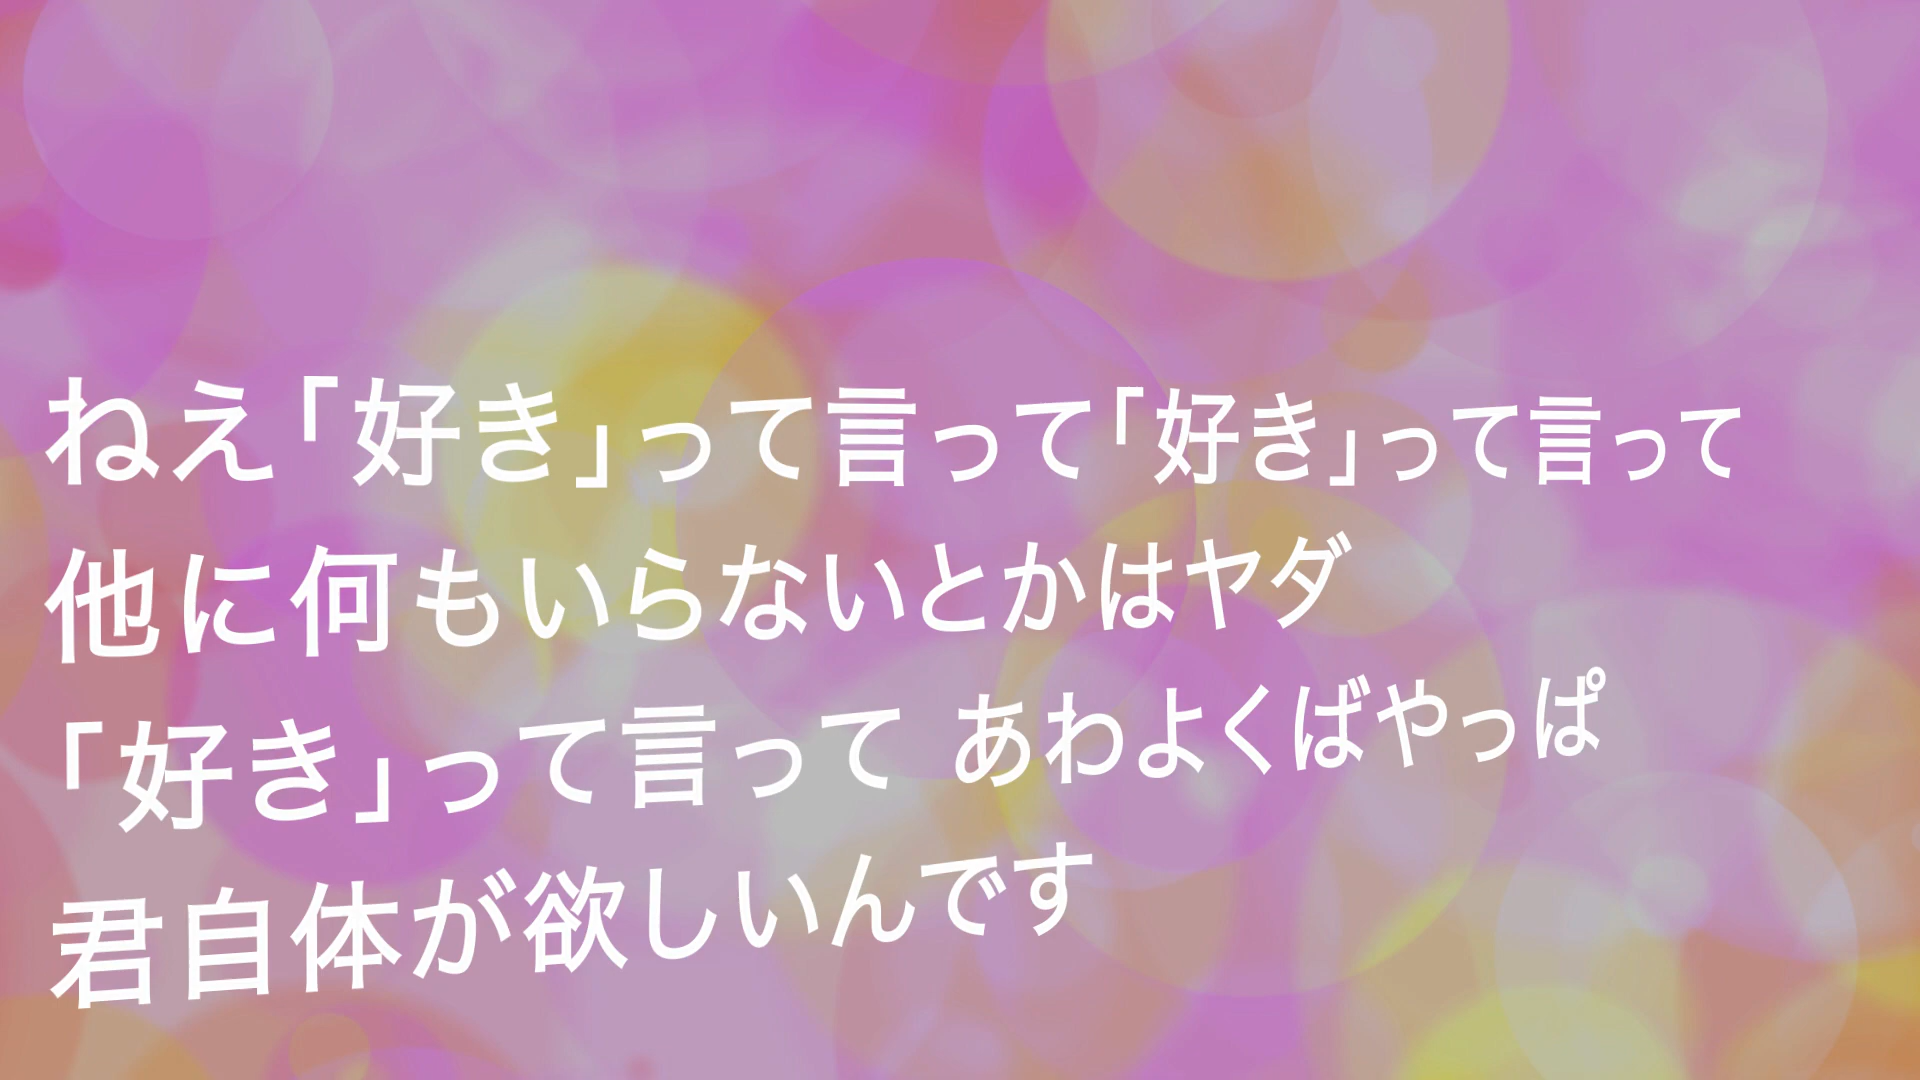 ねえ「好き」って言って「好き」って言って
他に何もいらないとかはヤダ
「好き」って言って あわよくばやっぱ
君自体が欲しいんです